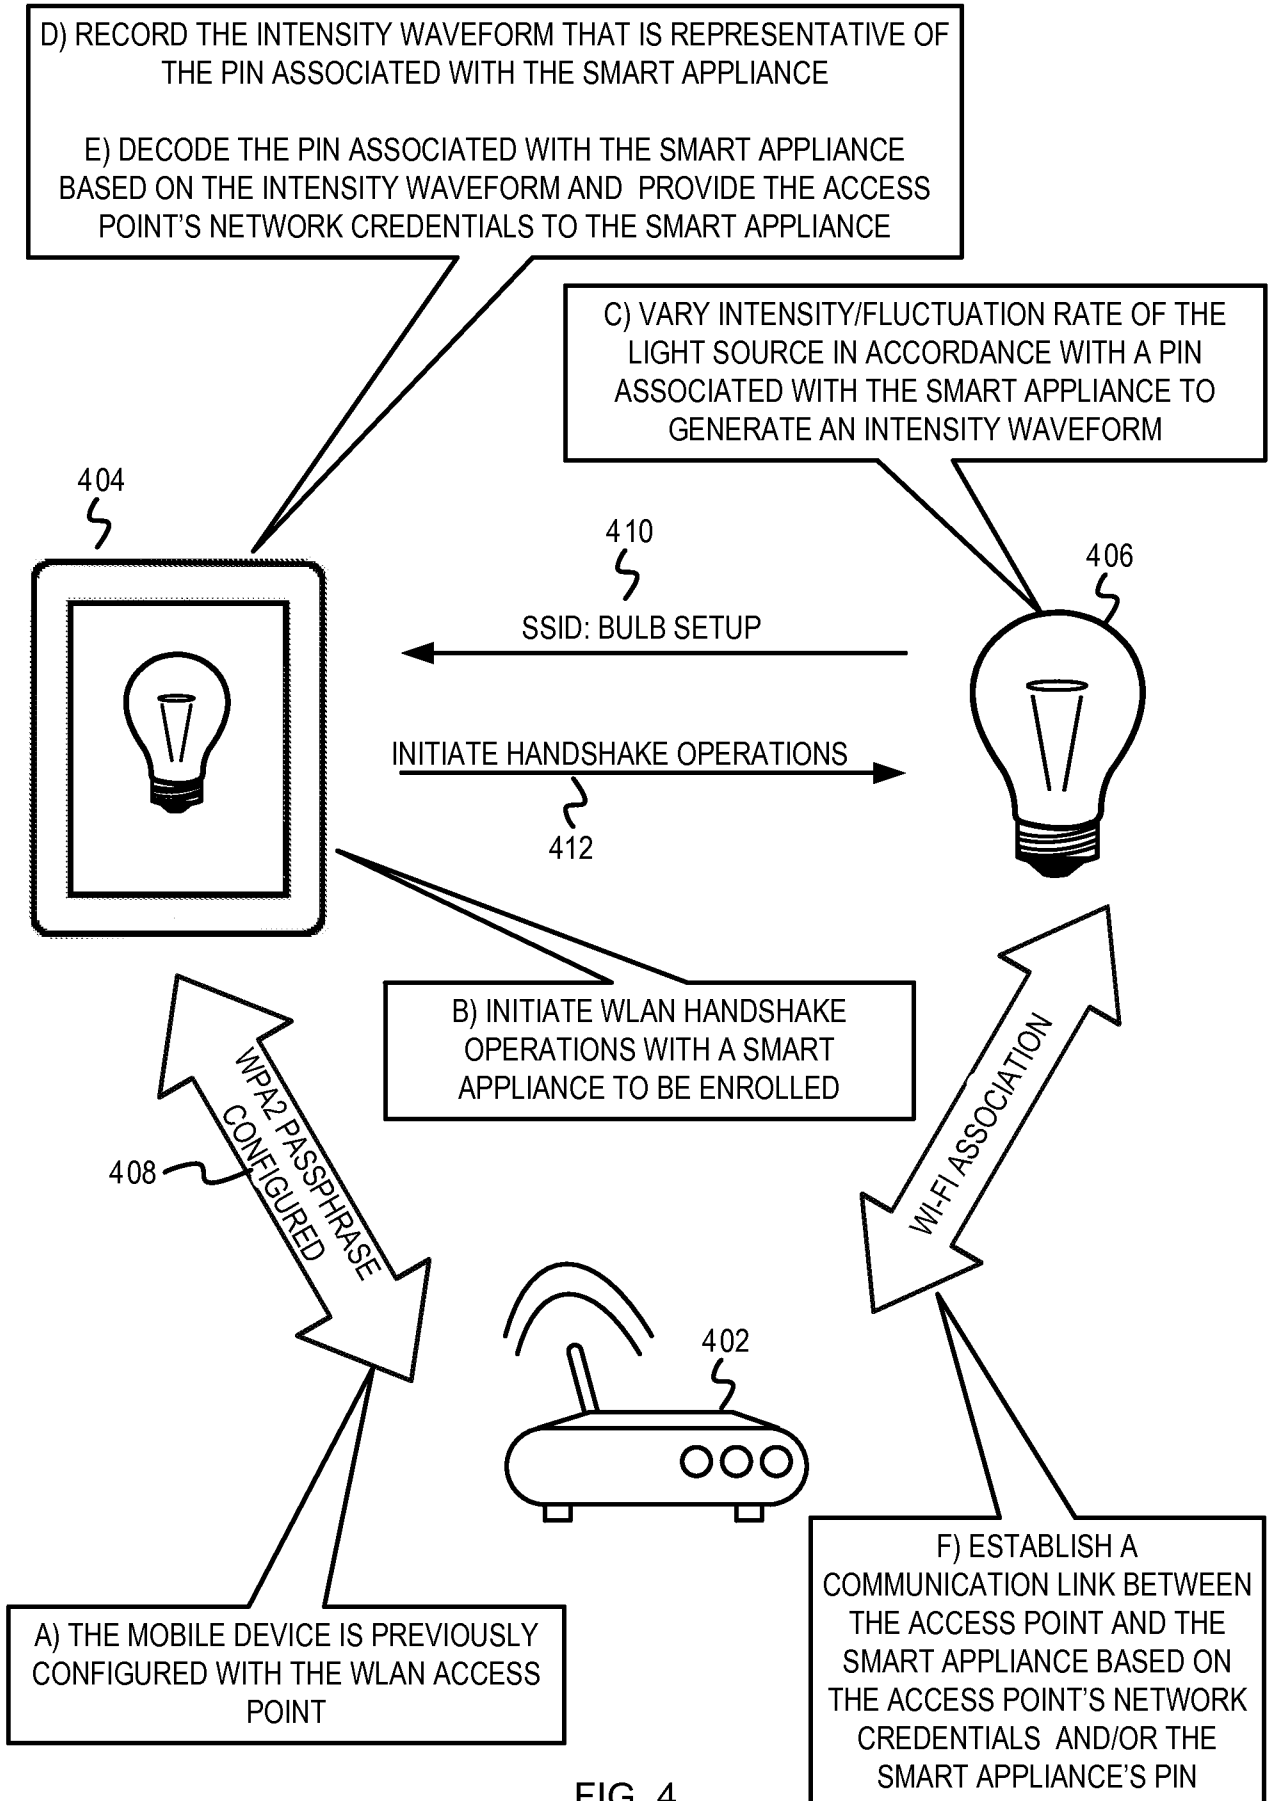 D) RECORD THE INTENSITY WAVEFORM THAT IS REPRESENTATIVE OF
THE PIN ASSOCIATED WITH THE SMART APPLIANCE
E) DECODE THE PIN ASSOCIATED WITH THE SMART APPLIANCE
BASED ON THE INTENSITY WAVEFORM AND PROVIDE THE ACCESS
POINT'S NETWORK CREDENTIALS TO THE SMART APPLIANCE
C) VARY INTENSITY/FLUCTUATION RATE OF THE
LIGHT SOURCE IN ACCORDANCE WITH A PIN
ASSOCIATED WITH THE SMART APPLIANCE TO
GENERATE AN INTENSITY WAVEFORM
404
410
406
SSID: BULB SETUP
INITIATE HANDSHAKE OPERATIONS
412
B) INITIATE WLAN HANDSHAKE
OPERATIONS WITH A SMART
APPLIANCE TO BE ENROLLED
WPA2 PASSPHRASE
CONFIGURED
408
WI-FI ASSOCIATION
402
A) THE MOBILE DEVICE IS PREVIOUSLY
CONFIGURED WITH THE WLAN ACCESS
POINT
F) ESTABLISH A
COMMUNICATION LINK BETWEEN
THE ACCESS POINT AND THE
SMART APPLIANCE BASED ON
THE ACCESS POINT'S NETWORK
CREDENTIALS AND/OR THE
SMART APPLIANCE'S PIN
FIG. 4